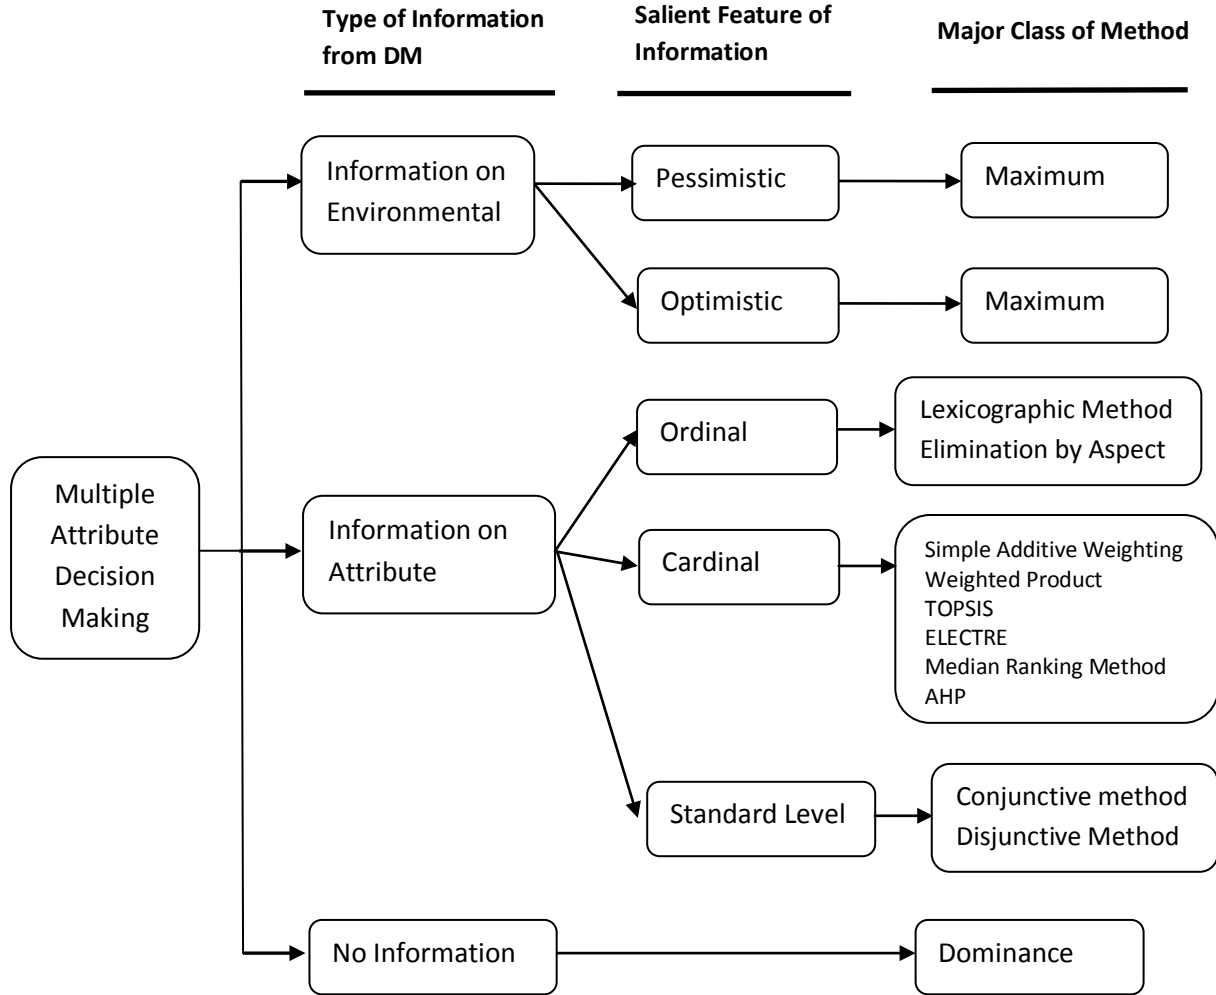 Type of Information
from DM
Salient Feature of
Information
Major Class of Method
Information on
Environmental
Pessimistic
Maximum
Optimistic
Maximum
Multiple
Attribute
Decision
Making
Information on
Attribute
Ordinal
Lexicographic Method
Elimination by Aspect
Cardinal
Simple Additive Weighting
Weighted Product
TOPSIS
ELECTRE
Median Ranking Method
AHP
Standard Level
Conjunctive method
Disjunctive Method
No Information
Dominance